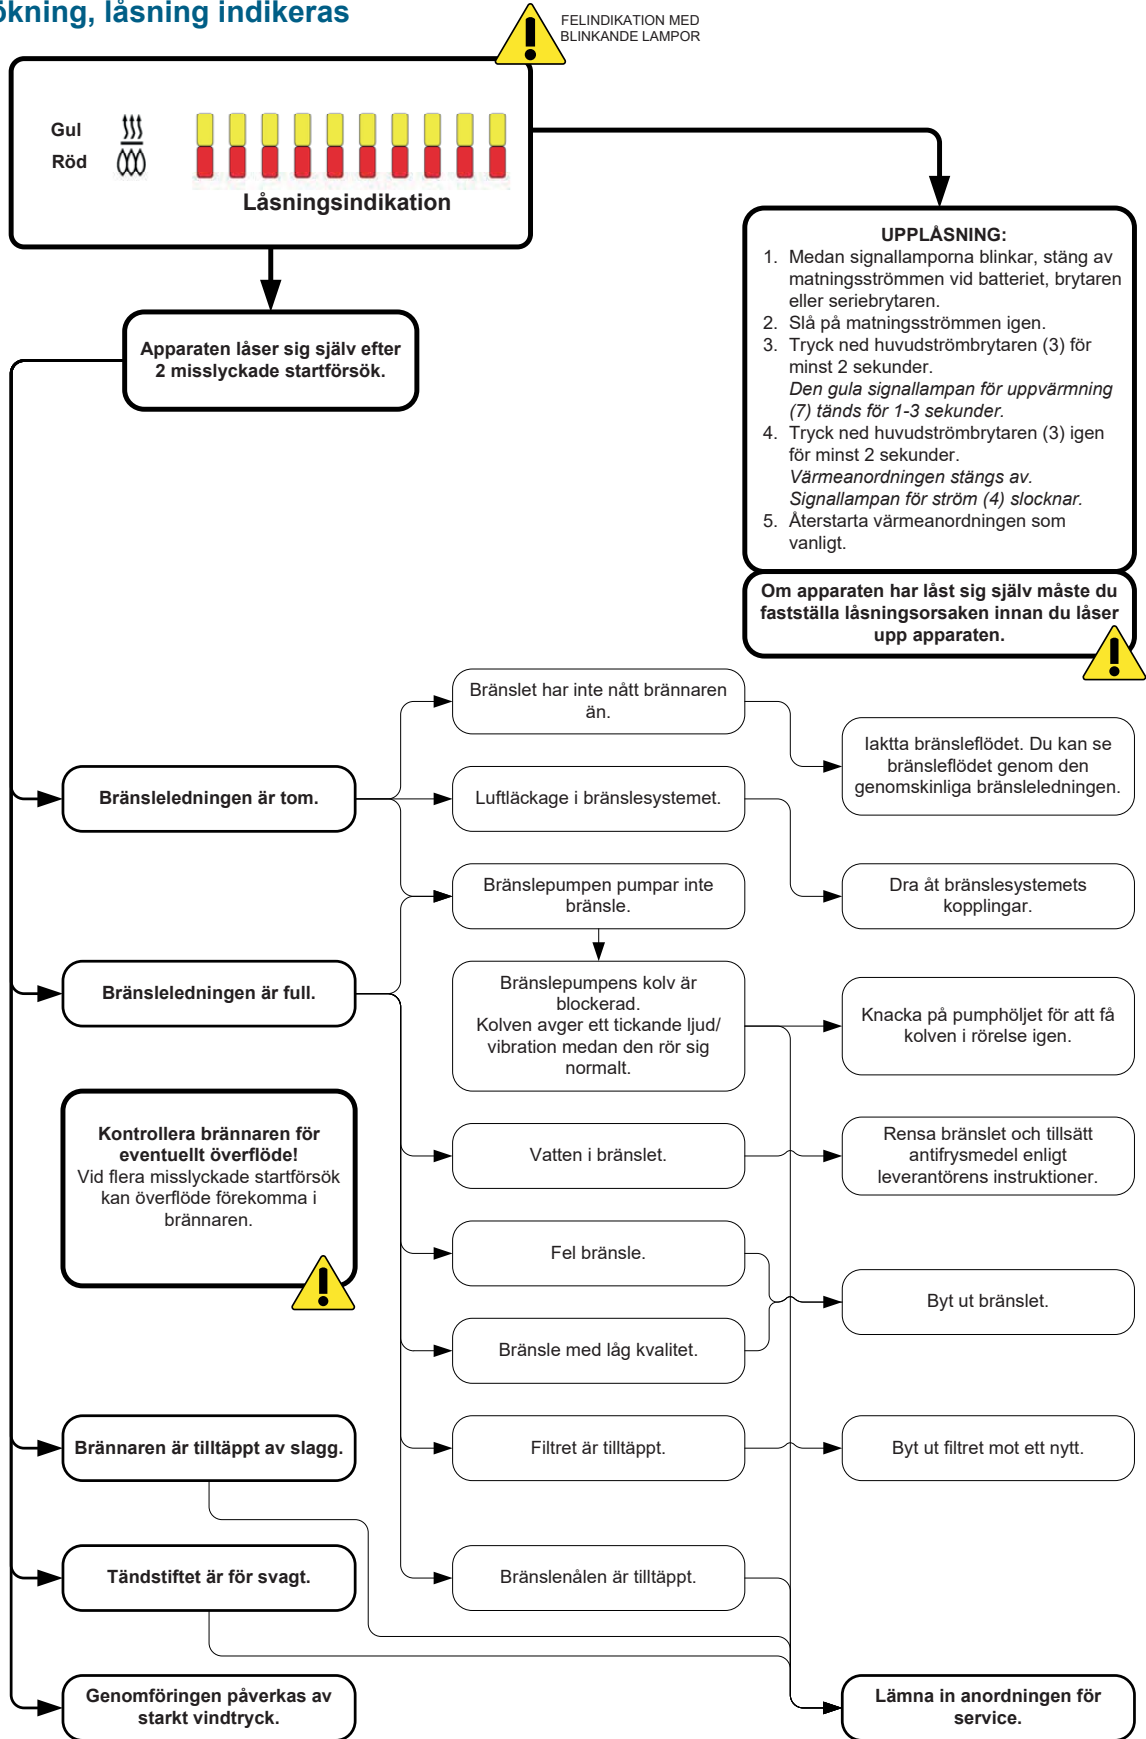 ökning, låsning indikeras
FELINDIKATION MED
BLINKANDE LAMPOR
Gul
Röd
Låsningsindikation
UPPLÅSNING:
1. Medan signallamporna blinkar, stäng av
matningsströmmen vid batteriet, brytaren
eller seriebrytaren.
2. Slå på matningsströmmen igen.
3. Tryck ned huvudströmbrytaren (3) för
minst 2 sekunder.
Den gula signallampan för uppvärmning
(7) tänds för 1-3 sekunder.
4. Tryck ned huvudströmbrytaren (3) igen
för minst 2 sekunder.
Värmeanordningen stängs av.
Signallampan för ström (4) slocknar.
5. Återstarta värmeanordningen som
vanligt.
Om apparaten har låst sig själv måste du
fastställa låsningsorsaken innan du låser
upp apparaten.
Apparaten låser sig själv efter
2 misslyckade startförsök.
Bränsleledningen är tom.
Bränslet har inte nått brännaren
än.
Iaktta bränsleflödet. Du kan se
bränsleflödet genom den
genomskinliga bränsleledningen.
Luftläckage i bränslesystemet.
Dra åt bränslesystemets
kopplingar.
Bränslepumpen pumpar inte
bränsle.
Bränsleledningen är full.
Bränslepumpens kolv är
blockerad.
Kolven avger ett tickande ljud/
vibration medan den rör sig
normalt.
Knacka på pumphöljet för att få
kolven i rörelse igen.
Kontrollera brännaren för
eventuellt överflöde!
Vid flera misslyckade startförsök
kan överflöde förekomma i
brännaren.
Vatten i bränslet.
Rensa bränslet och tillsätt
antifrysmedel enligt
leverantörens instruktioner.
Fel bränsle.
Byt ut bränslet.
Bränsle med låg kvalitet.
Brännaren är tilltäppt av slagg.
Filtret är tilltäppt.
Byt ut filtret mot ett nytt.
Tändstiftet är för svagt.
Bränslenålen är tilltäppt.
Genomföringen påverkas av
starkt vindtryck.
Lämna in anordningen för
service.